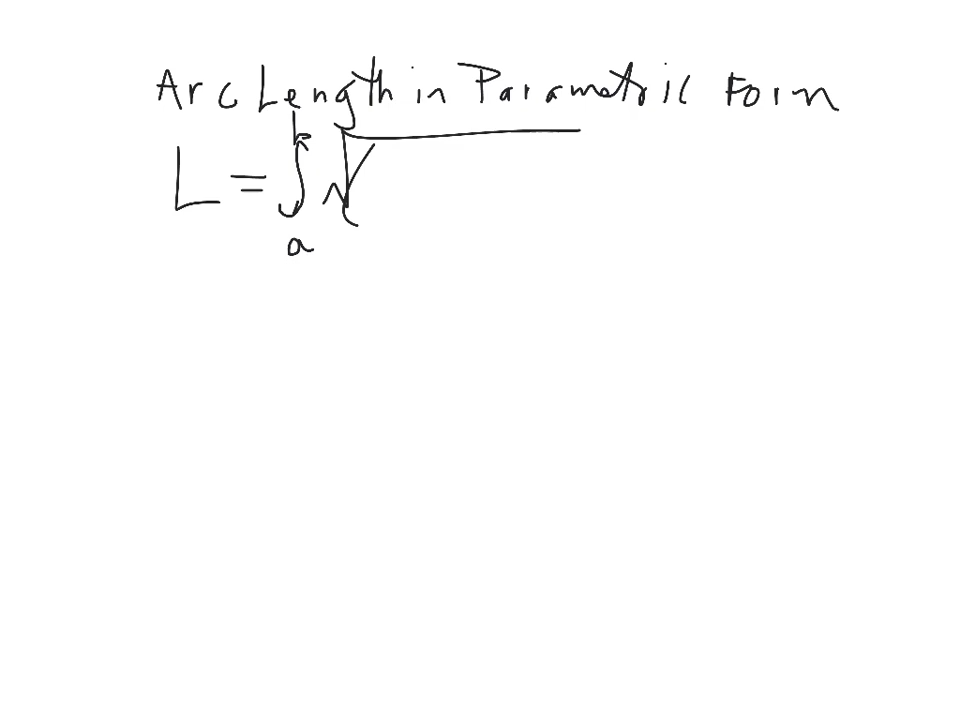 Arc Length in Parametric Form
L = ∫ₐᵇ √